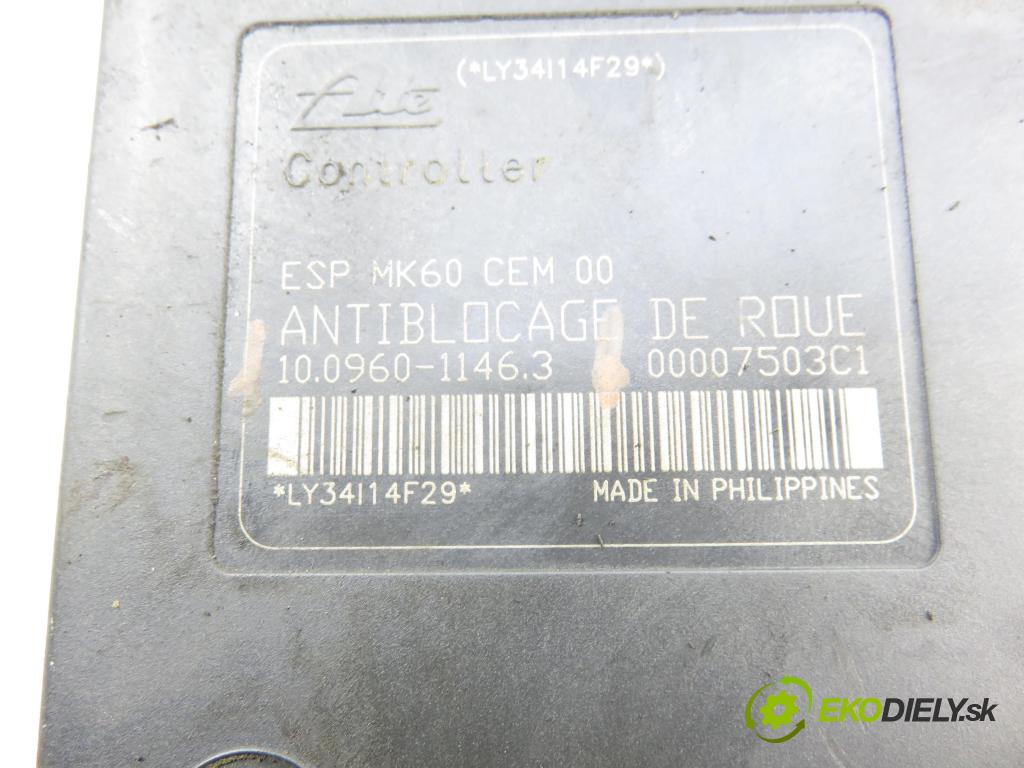 (*LY34I14F29*)
Ate
Controller
ESP MK60 CEM 00
ANTIBLOCAGE DE ROUE
10.0960-1146.3 00007503C1
*LY34I14F29* MADE IN PHILIPPINES
EKODIELY.sk